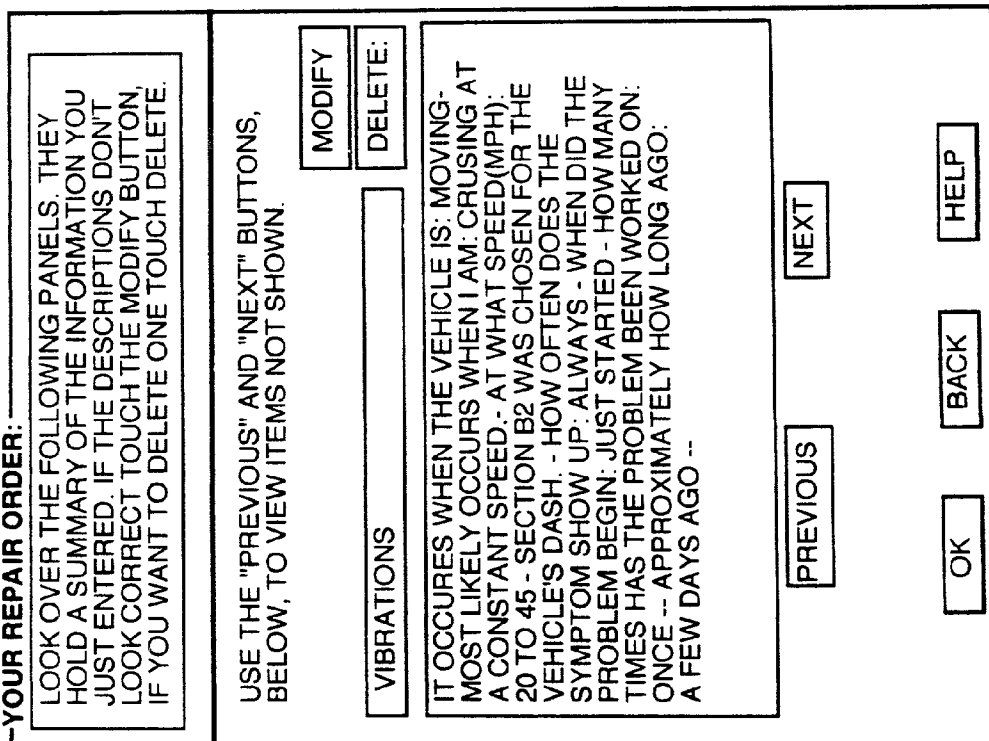 YOUR REPAIR ORDER:
LOOK OVER THE FOLLOWING PANELS. THEY
HOLD A SUMMARY OF THE INFORMATION YOU
JUST ENTERED. IF THE DESCRIPTIONS DON'T
LOOK CORRECT TOUCH THE MODIFY BUTTON,
IF YOU WANT TO DELETE ONE TOUCH DELETE.
USE THE "PREVIOUS" AND "NEXT" BUTTONS,
BELOW, TO VIEW ITEMS NOT SHOWN.
MODIFY
VIBRATIONS
DELETE:
IT OCCURES WHEN THE VEHICLE IS: MOVING-
MOST LIKELY OCCURS WHEN I AM: CRUSING AT
A CONSTANT SPEED.- AT WHAT SPEED(MPH):
20 TO 45 - SECTION B2 WAS CHOSEN FOR THE
VEHICLE'S DASH. - HOW OFTEN DOES THE
SYMPTOM SHOW UP: ALWAYS - WHEN DID THE
PROBLEM BEGIN: JUST STARTED - HOW MANY
TIMES HAS THE PROBLEM BEEN WORKED ON:
ONCE -- APPROXIMATELY HOW LONG AGO:
A FEW DAYS AGO --
PREVIOUS
NEXT
OK
BACK
HELP